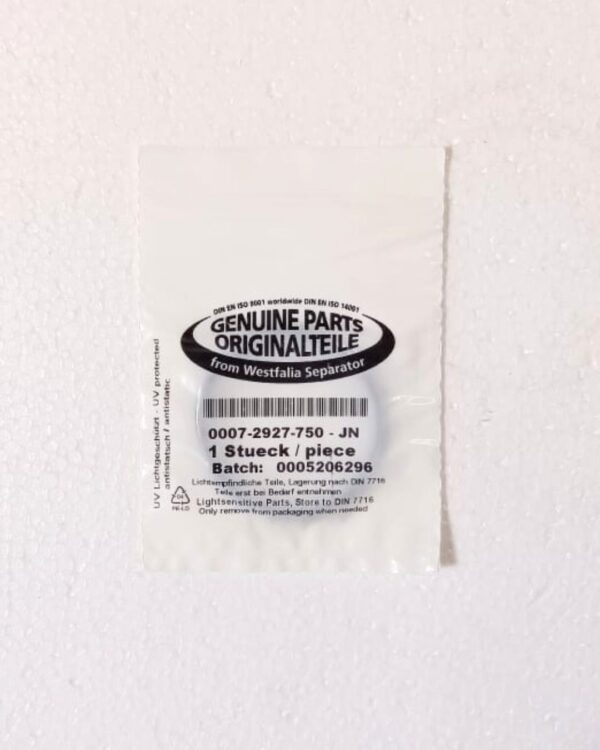 DIN EN ISO 9001 worldwide DIN EN ISO 14001
GENUINE PARTS
ORIGINALTEILE
from Westfalia Separator
0007-2927-750 - JN
1 Stueck / piece
Batch: 0005206296
Lichtempfindliche Teile, Lagerung nach DIN 7716
Teile erst bei Bedarf entnehmen
Lightsensitive Parts, Store to DIN 7716
Only remove from packaging when needed
UV Lichtgeschützt - UV protected
antistatisch / antistatic
04
PE-LD